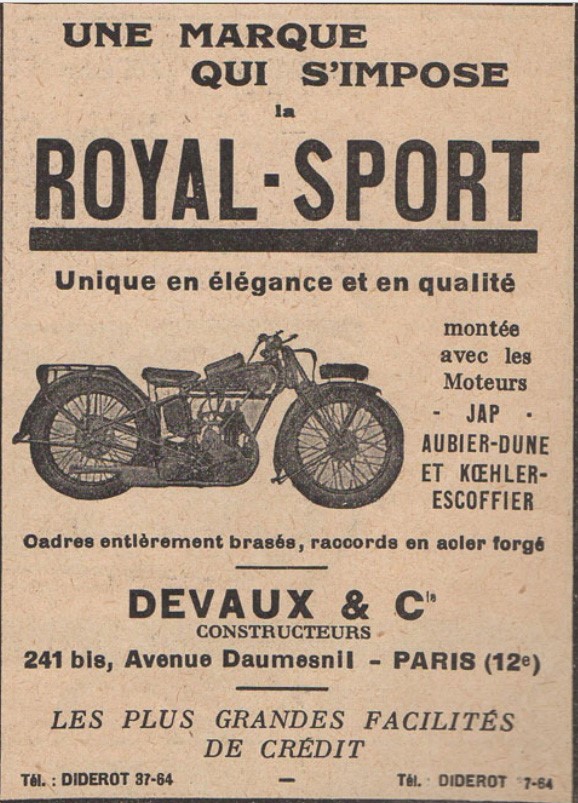 UNE MARQUE
QUI S'IMPOSE
la
ROYAL-SPORT
Unique en élégance et en qualité
montée
avec les
Moteurs
- JAP -
AUBIER-DUNE
ET KŒHLER-
ESCOFFIER
Cadres entièrement brasés, raccords en acier forgé
DEVAUX & Cie
CONSTRUCTEURS
241 bis, Avenue Daumesnil - PARIS (12e)
LES PLUS GRANDES FACILITÉS
DE CRÉDIT
Tél. : DIDEROT 37-64 - Tél. DIDEROT 7-64